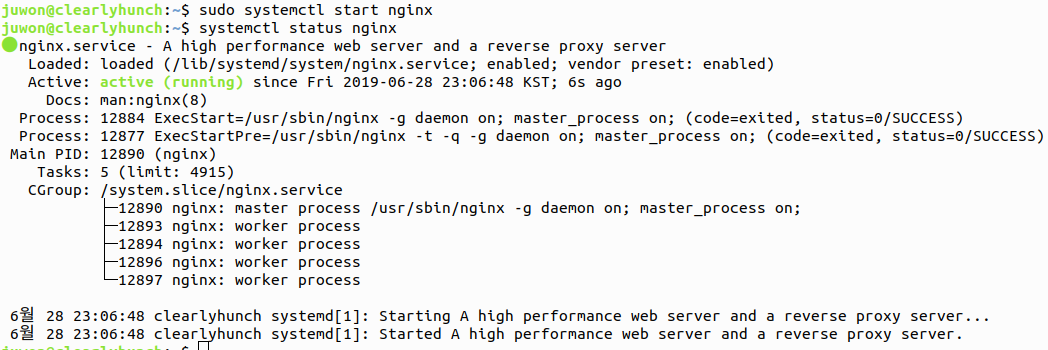 juwon@clearlyhunch:~$ sudo systemctl start nginx
juwon@clearlyhunch:~$ systemctl status nginx
●nginx.service - A high performance web server and a reverse proxy server
Loaded: loaded (/lib/systemd/system/nginx.service; enabled; vendor preset: enabled)
Active: active (running) since Fri 2019-06-28 23:06:48 KST; 6s ago
Docs: man:nginx(8)
Process: 12884 ExecStart=/usr/sbin/nginx -g daemon on; master_process on; (code=exited, status=0/SUCCESS)
Process: 12877 ExecStartPre=/usr/sbin/nginx -t -q -g daemon on; master_process on; (code=exited, status=0/SUCCESS)
Main PID: 12890 (nginx)
Tasks: 5 (limit: 4915)
CGroup: /system.slice/nginx.service
├─12890 nginx: master process /usr/sbin/nginx -g daemon on; master_process on;
├─12893 nginx: worker process
├─12894 nginx: worker process
├─12896 nginx: worker process
└─12897 nginx: worker process
6월 28 23:06:48 clearlyhunch systemd[1]: Starting A high performance web server and a reverse proxy server...
6월 28 23:06:48 clearlyhunch systemd[1]: Started A high performance web server and a reverse proxy server.